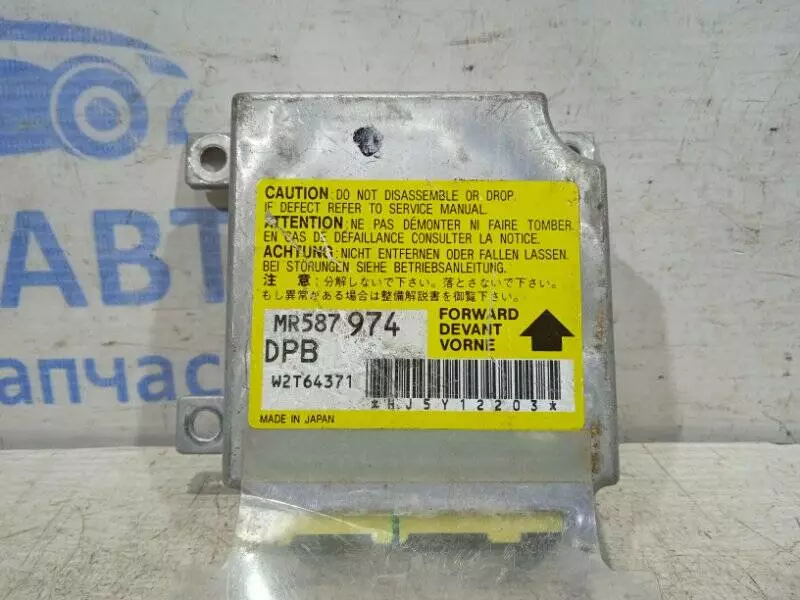 CAUTION : DO NOT DISASSEMBLE OR DROP.
IF DEFECT REFER TO SERVICE MANUAL.
ATTENTION : NE PAS DÉMONTER NI FAIRE TOMBER.
EN CAS DE DÉFAILLANCE CONSULTER LA NOTICE.
ACHTUNG : NICHT ENTFERNEN ODER FALLEN LASSEN.
BEI STÖRUNGEN SIEHE BETRIEBSANLEITUNG.
注 意 : 分解しないで下さい。落とさないで下さい。
もし異常がある場合は整備解説書を御覧下さい。
MR587 974
DPB
W2T64371
FORWARD
DEVANT
VORNE
*HJ5Y12203*
MADE IN JAPAN
АВТ
запчасти